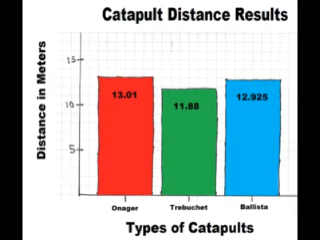 Catapult Distance Results
Distance in Meters
15
10
5
13.01
11.88
12.925
Onager
Trebuchet
Ballista
Types of Catapults